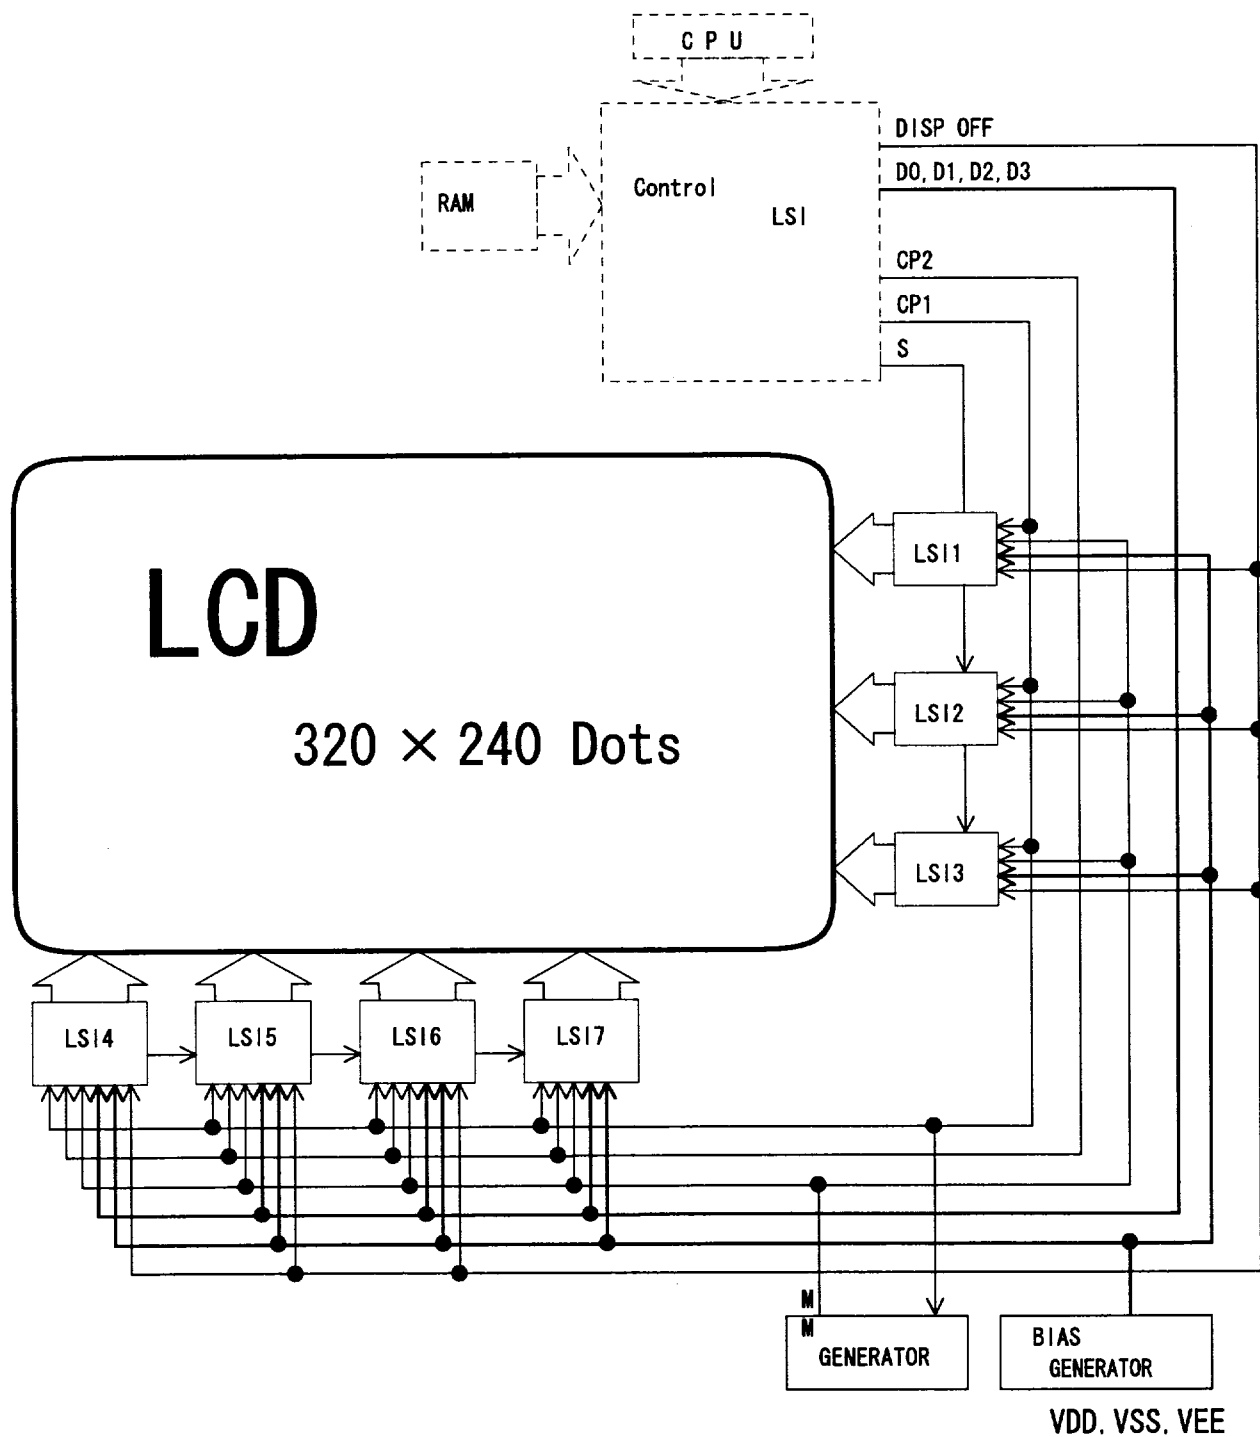 CPU
DISP OFF
D0, D1, D2, D3
Control
LSI
RAM
CP2
CP1
S
LCD
320 × 240 Dots
LSI1
LSI2
LSI3
LSI4
LSI5
LSI6
LSI7
M
M
GENERATOR
BIAS
GENERATOR
VDD, VSS, VEE